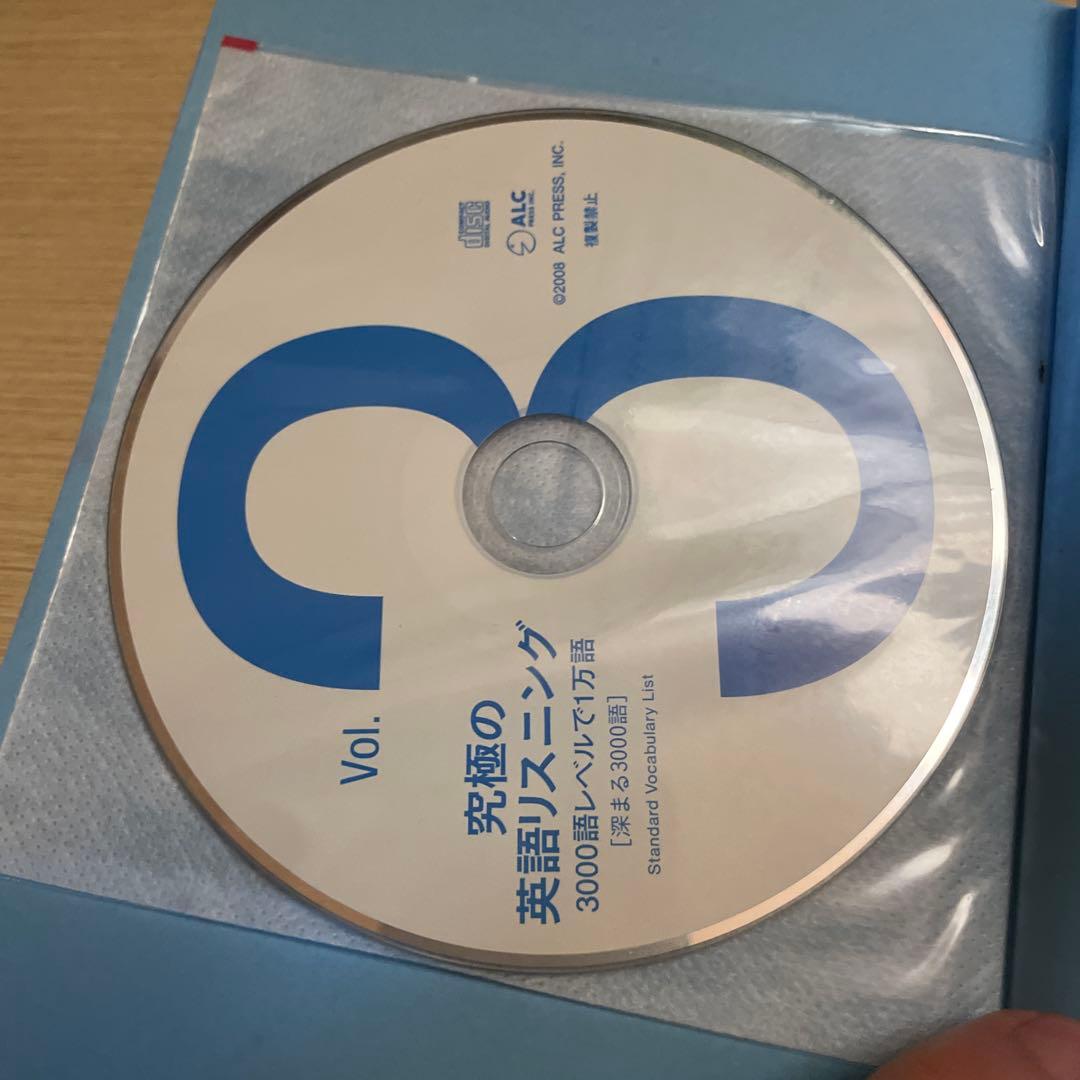 Vol.
3
究極の
英語リスニング
3000語レベルで1万語
［深まる3000語］
Standard Vocabulary List
COMPACT
disc
DIGITAL AUDIO
ALC
PRESS INC.
©2008 ALC PRESS, INC.
複製禁止